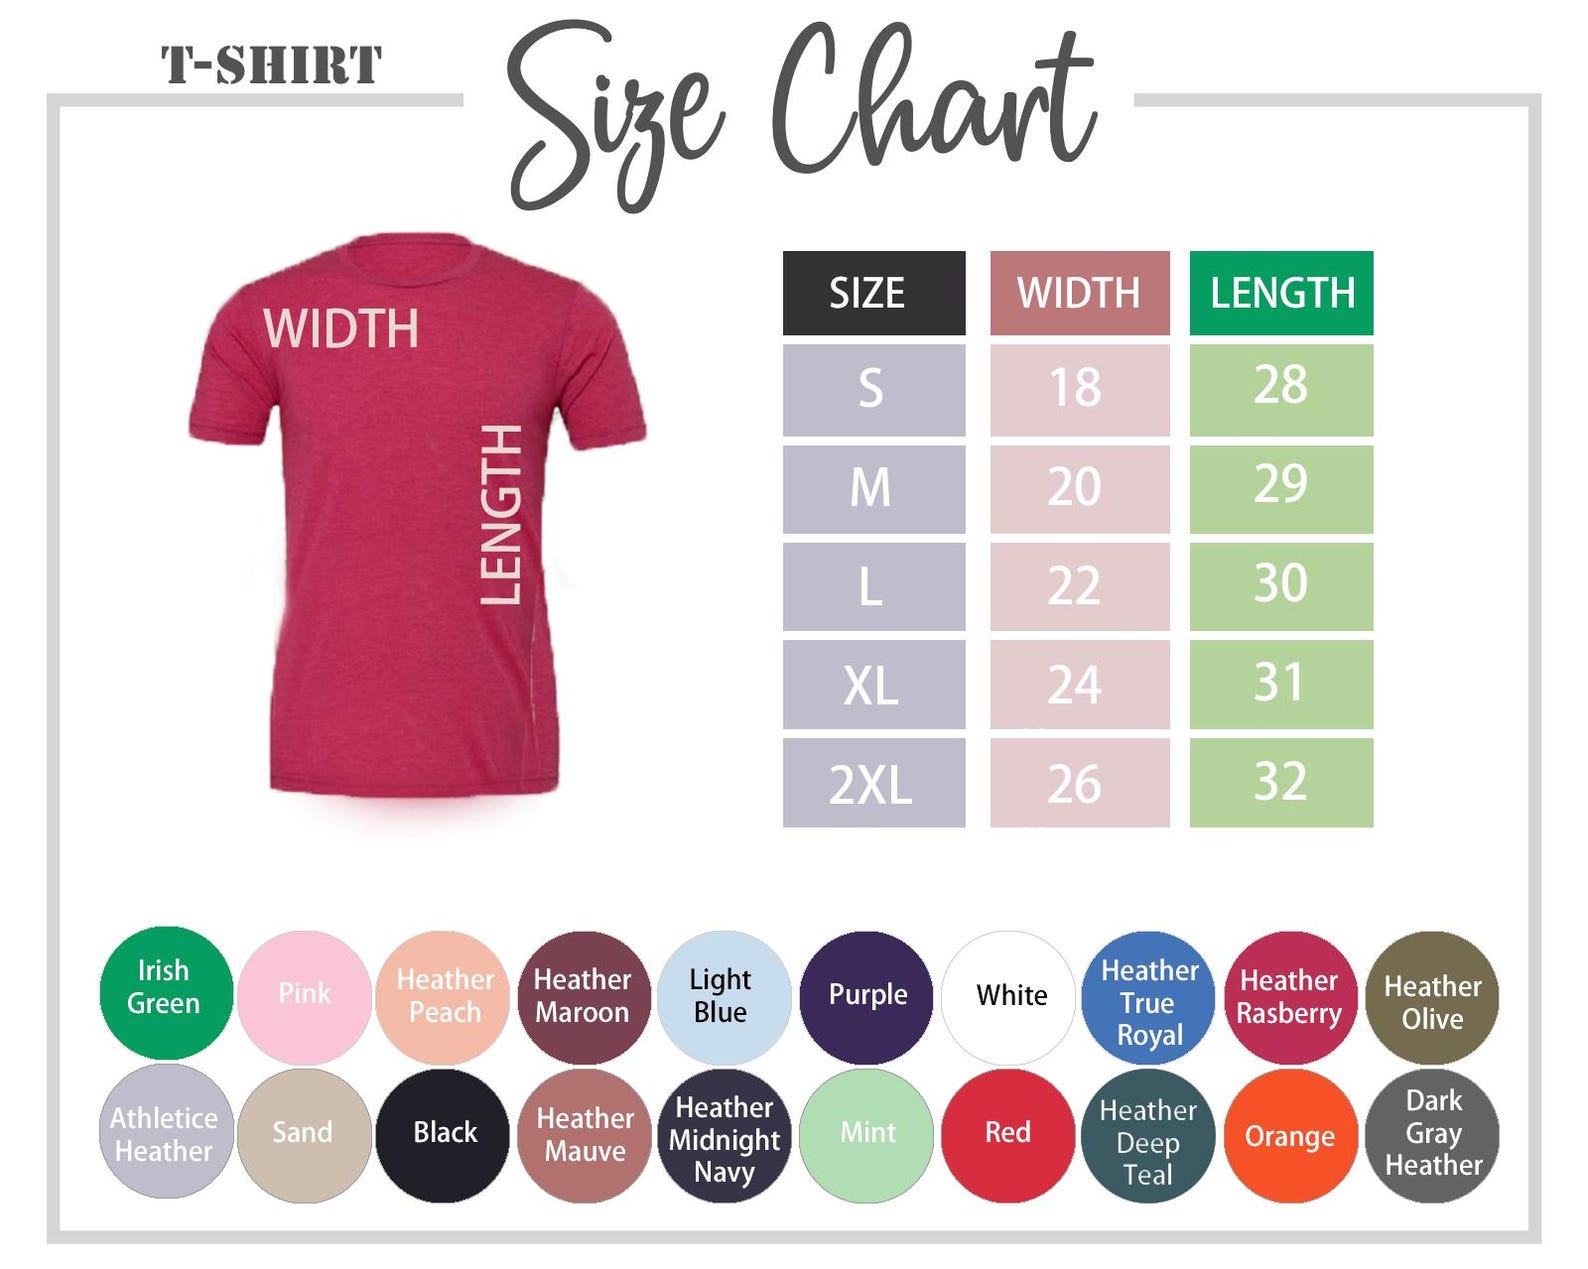 T-SHIRT
Size Chart
WIDTH
LENGTH
SIZE WIDTH LENGTH
S 18 28
M 20 29
L 22 30
XL 24 31
2XL 26 32
Irish
Green
Pink
Heather
Peach
Heather
Maroon
Light
Blue
Purple
White
Heather
True
Royal
Heather
Rasberry
Heather
Olive
Athletice
Heather
Sand
Black
Heather
Mauve
Heather
Midnight
Navy
Mint
Red
Heather
Deep
Teal
Orange
Dark
Gray
Heather